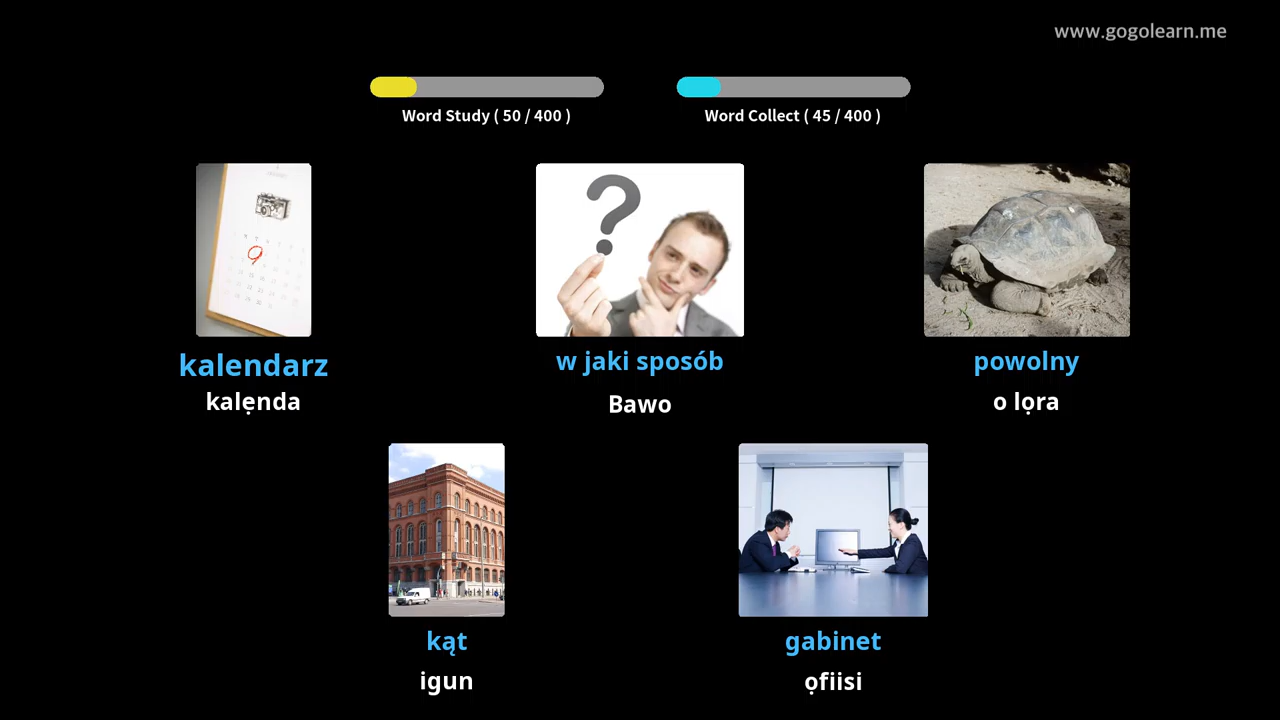 www.gogolearn.me
Word Study ( 50 / 400 )
Word Collect ( 45 / 400 )
kalendarz
kalẹnda
w jaki sposób
Bawo
powolny
o lọra
kąt
igun
gabinet
ọfiisi